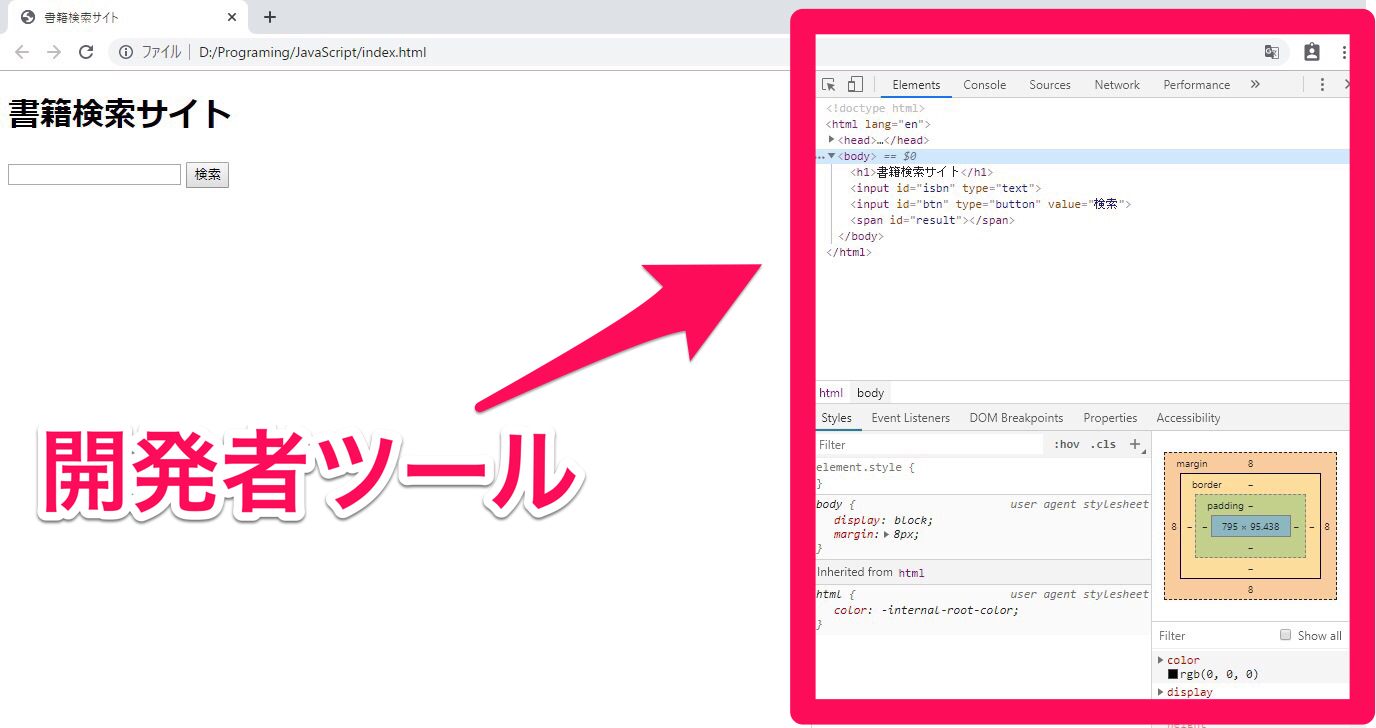 書籍検索サイト
ファイル | D:/Programing/JavaScript/index.html
書籍検索サイト
検索
開発者ツール
Elements Console Sources Network Performance »
<!doctype html>
<html lang="en">
<head>…</head>
<body> == $0
<h1>書籍検索サイト</h1>
<input id="isbn" type="text">
<input id="btn" type="button" value="検索">
<span id="result"></span>
</body>
</html>
html body
Styles Event Listeners DOM Breakpoints Properties Accessibility
Filter :hov .cls +
element.style {
}
body { user agent stylesheet
display: block;
margin: 8px;
}
Inherited from html
html { user agent stylesheet
color: -internal-root-color;
}
margin 8
border –
padding –
8 – – 795 × 95.438 – – 8
–
–
8
Filter Show all
color
rgb(0, 0, 0)
display